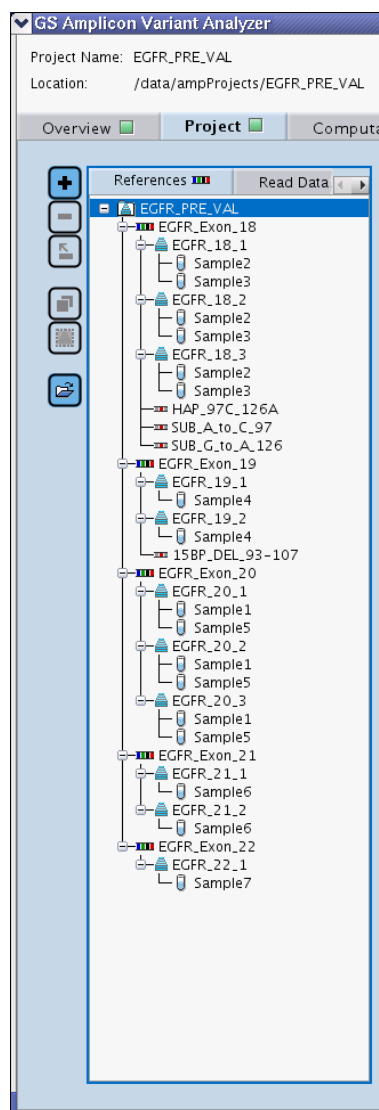 GS Amplicon Variant Analyzer
Project Name: EGFR_PRE_VAL
Location: /data/ampProjects/EGFR_PRE_VAL
Overview Project Computa
References Read Data
EGFR_PRE_VAL
EGFR_Exon_18
EGFR_18_1
Sample2
Sample3
EGFR_18_2
Sample2
Sample3
EGFR_18_3
Sample2
Sample3
HAP_97C_126A
SUB_A_to_C_97
SUB_G_to_A_126
EGFR_Exon_19
EGFR_19_1
Sample4
EGFR_19_2
Sample4
15BP_DEL_93-107
EGFR_Exon_20
EGFR_20_1
Sample1
Sample5
EGFR_20_2
Sample1
Sample5
EGFR_20_3
Sample1
Sample5
EGFR_Exon_21
EGFR_21_1
Sample6
EGFR_21_2
Sample6
EGFR_Exon_22
EGFR_22_1
Sample7